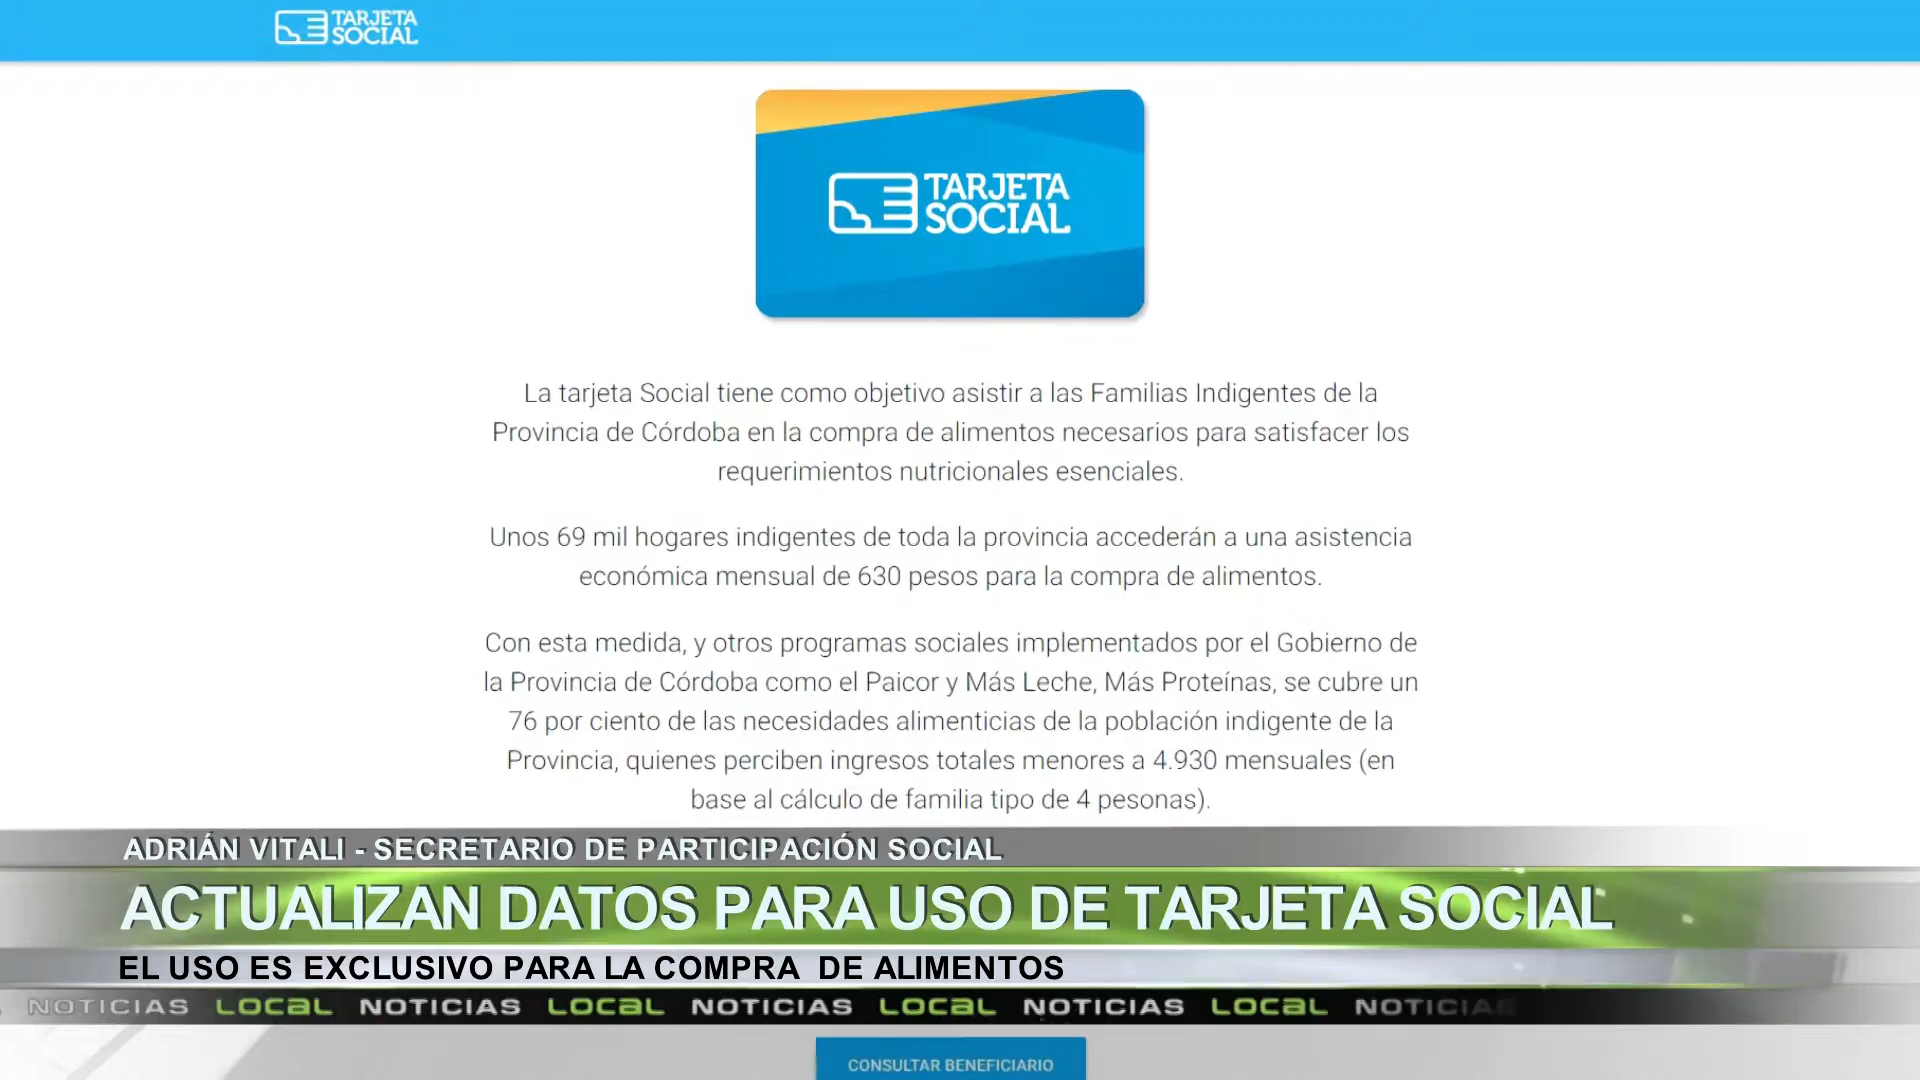 TARJETA
SOCIAL
TARJETA
SOCIAL
La tarjeta Social tiene como objetivo asistir a las Familias Indigentes de la
Provincia de Córdoba en la compra de alimentos necesarios para satisfacer los
requerimientos nutricionales esenciales.
Unos 69 mil hogares indigentes de toda la provincia accederán a una asistencia
económica mensual de 630 pesos para la compra de alimentos.
Con esta medida, y otros programas sociales implementados por el Gobierno de
la Provincia de Córdoba como el Paicor y Más Leche, Más Proteínas, se cubre un
76 por ciento de las necesidades alimenticias de la población indigente de la
Provincia, quienes perciben ingresos totales menores a 4.930 mensuales (en
base al cálculo de familia tipo de 4 pesonas).
ADRIÁN VITALI - SECRETARIO DE PARTICIPACIÓN SOCIAL
ACTUALIZAN DATOS PARA USO DE TARJETA SOCIAL
EL USO ES EXCLUSIVO PARA LA COMPRA  DE ALIMENTOS
NOTICIAS LOCAL NOTICIAS LOCAL NOTICIAS LOCAL NOTICIAS LOCAL NOTICIA
CONSULTAR BENEFICIARIO